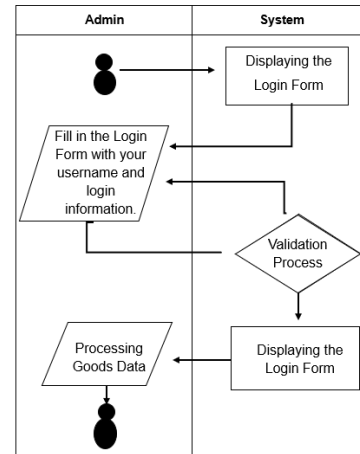 Admin
System
Displaying the
Login Form
Fill in the Login
Form with your
username and
login
information.
Validation
Process
Processing
Goods Data
Displaying the
Login Form